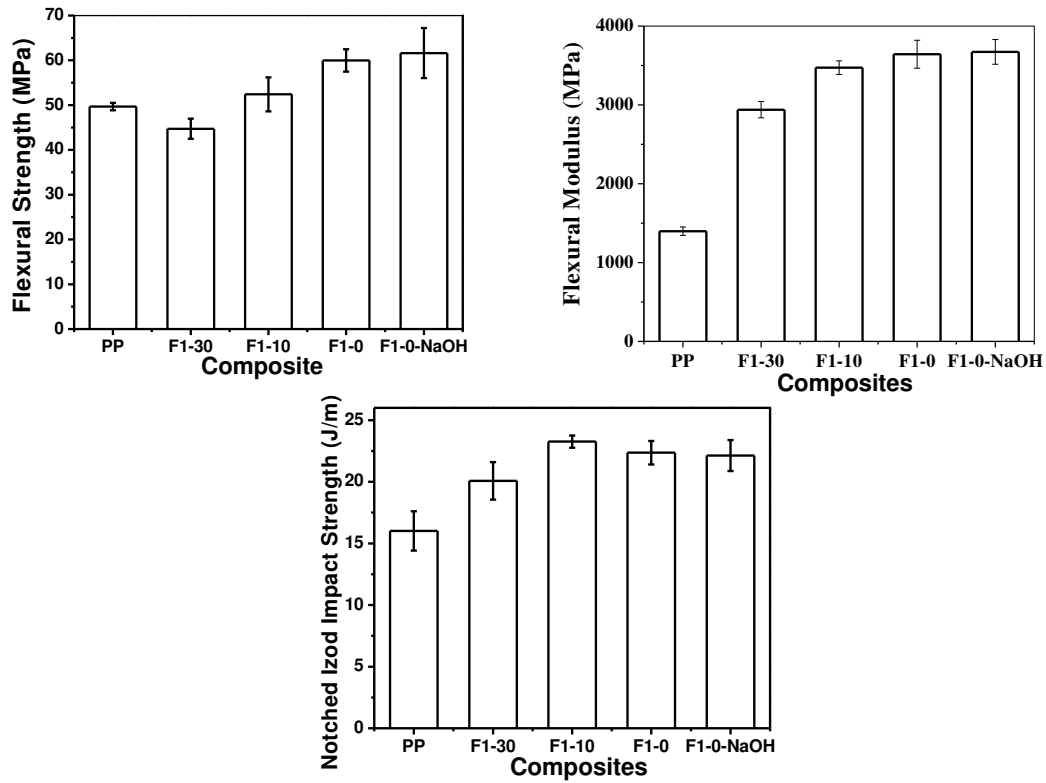 Flexural Strength (MPa)
70
60
50
40
30
20
10
0
PP F1-30 F1-10 F1-0 F1-0-NaOH
Composite
Flexural Modulus (MPa)
4000
3000
2000
1000
0
PP F1-30 F1-10 F1-0 F1-0-NaOH
Composites
Notched Izod Impact Strength (J/m)
25
20
15
10
5
0
PP F1-30 F1-10 F1-0 F1-0-NaOH
Composites